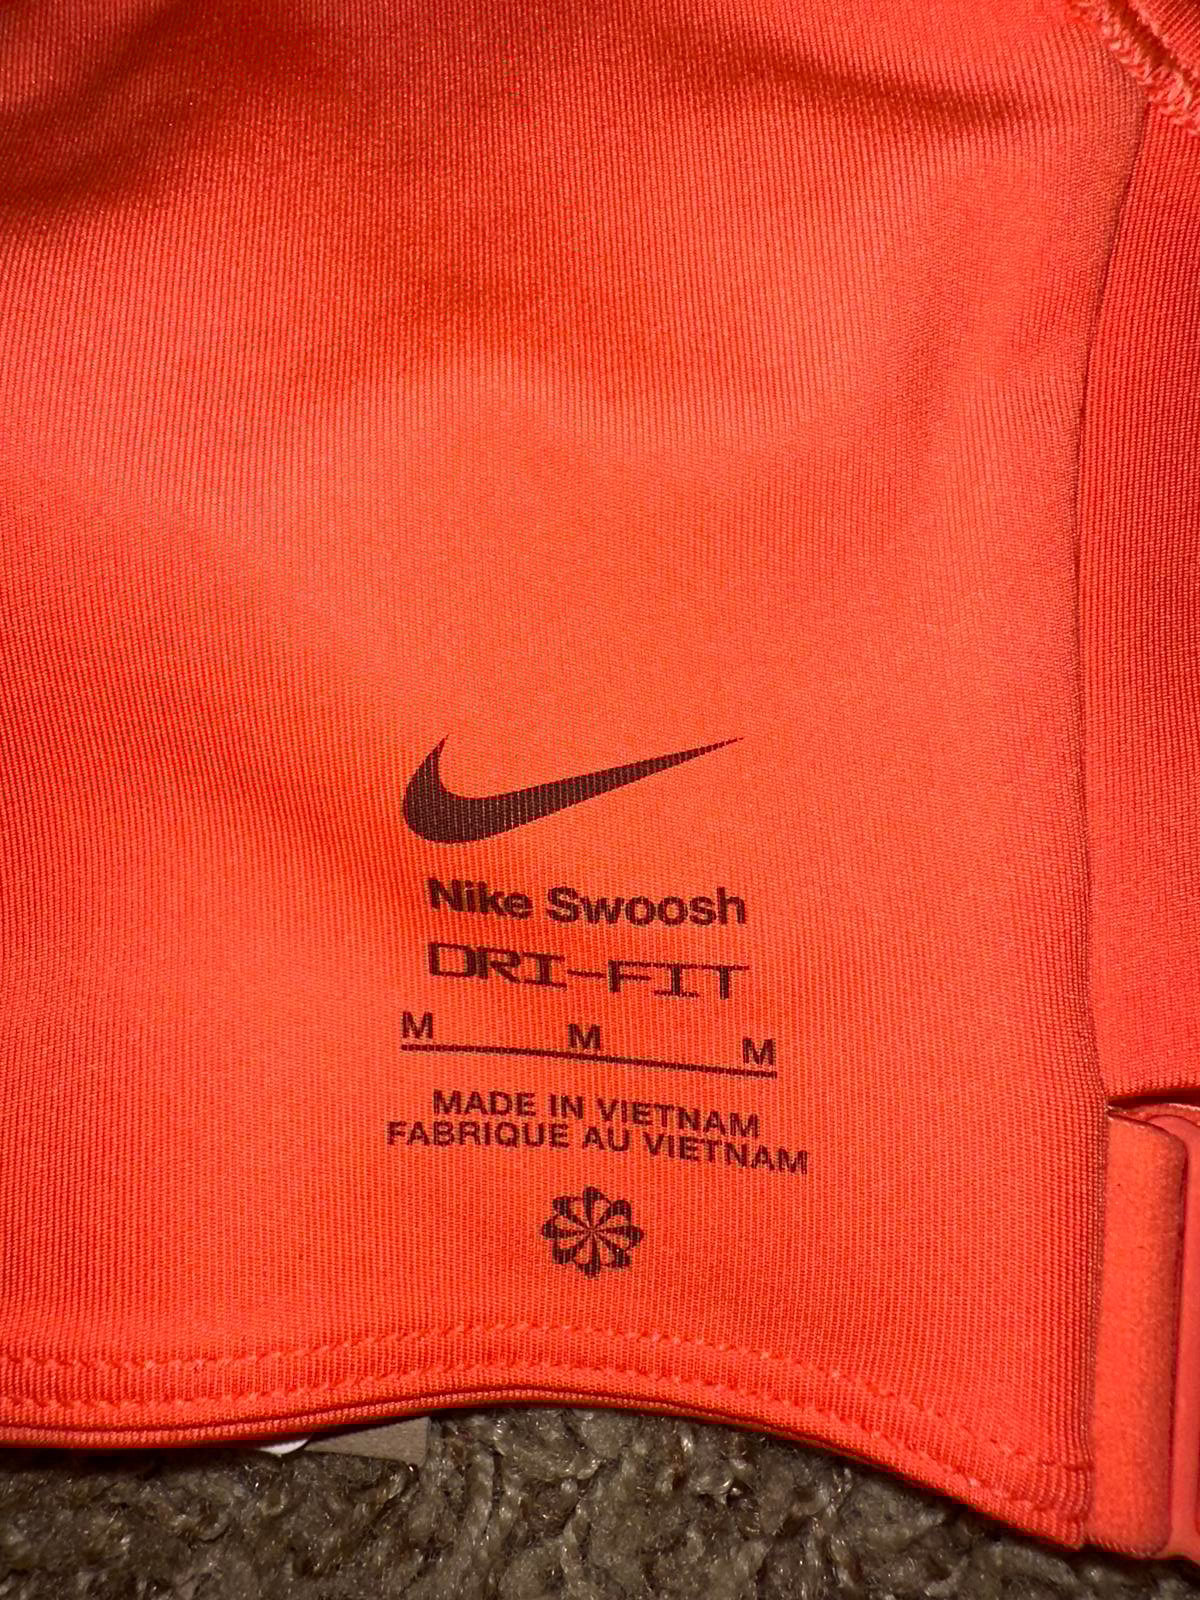 Nike Swoosh
DRI-FIT
M M M
MADE IN VIETNAM
FABRIQUE AU VIETNAM